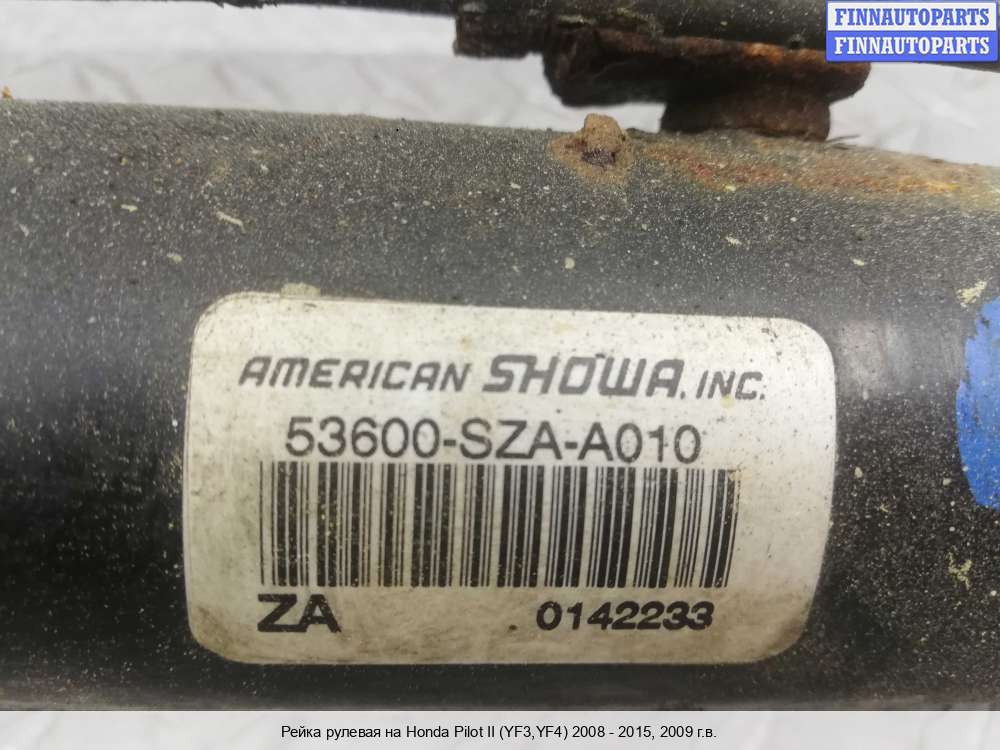 FINNAUTOPARTS
FINNAUTOPARTS
AMERICAN SHOWA, INC.
53600-SZA-A010
ZA 0142233
Рейка рулевая на Honda Pilot II (YF3,YF4) 2008 - 2015, 2009 г.в.